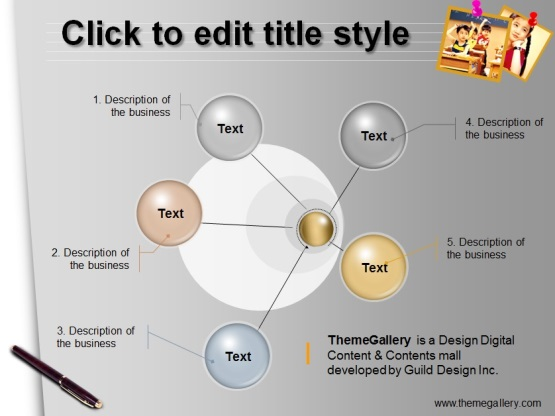 Click to edit title style
1. Description of
the business
Text
Text
4. Description of
the business
Text
2. Description of
the business
5. Description of
the business
Text
3. Description of
the business
Text
ThemeGallery is a Design Digital
Content & Contents mall
developed by Guild Design Inc.
www.themegallery.com